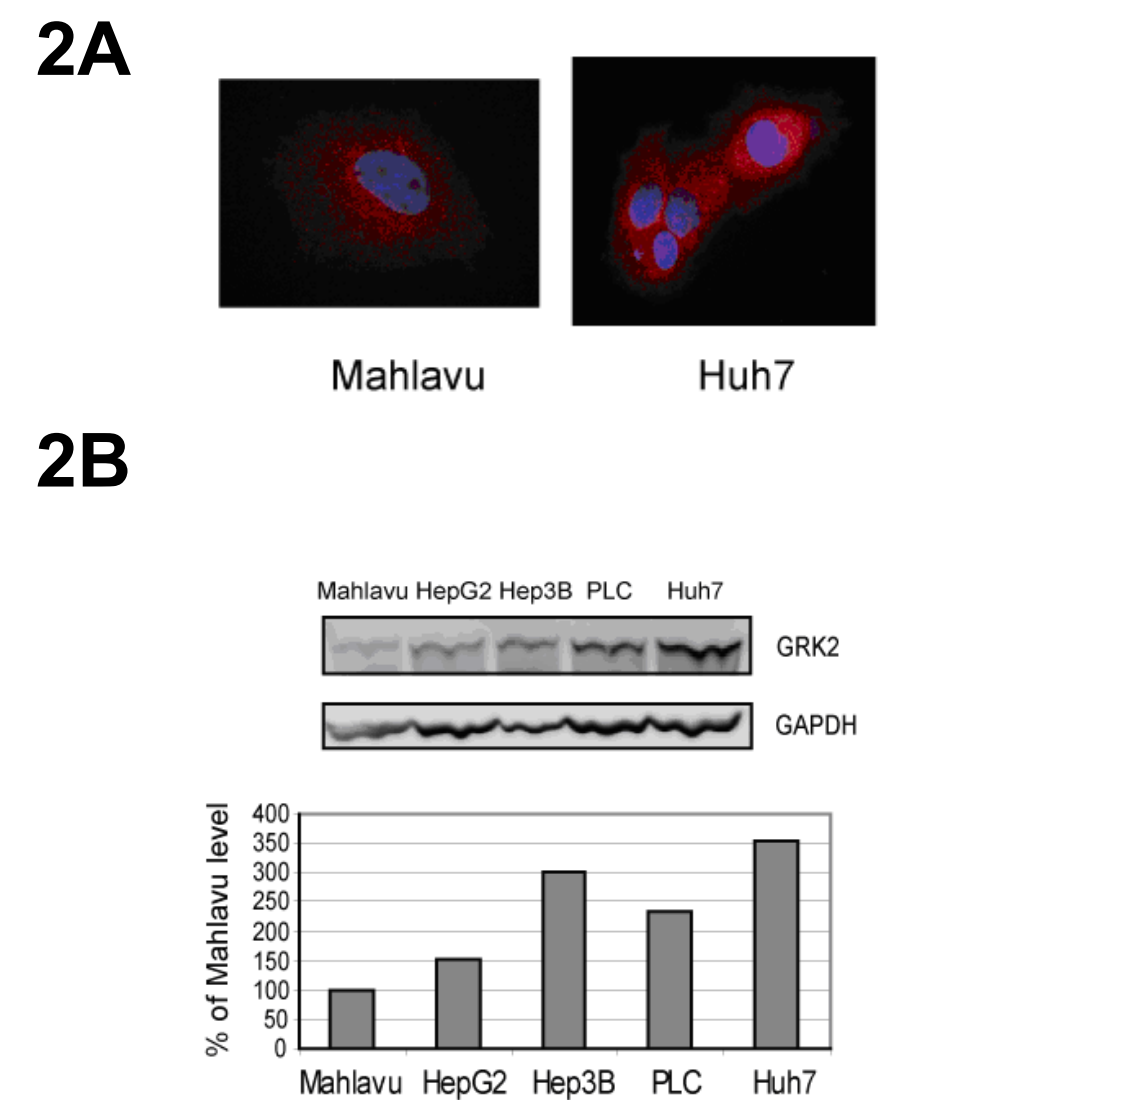 2A
Mahlavu Huh7
2B
Mahlavu HepG2 Hep3B PLC Huh7
GRK2
GAPDH
% of Mahlavu level
400
350
300
250
200
150
100
50
0
Mahlavu HepG2 Hep3B PLC Huh7